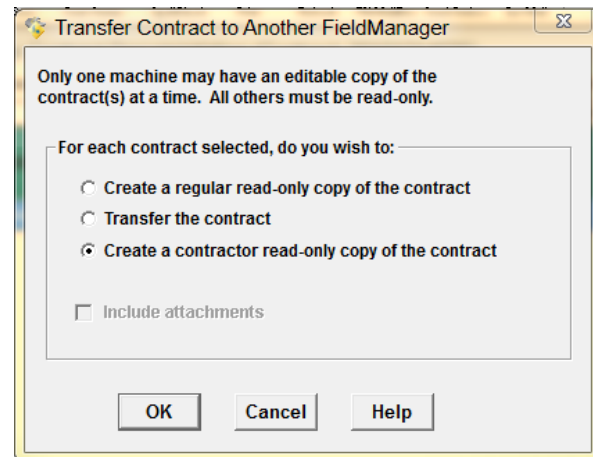 Transfer Contract to Another FieldManager
Only one machine may have an editable copy of the
contract(s) at a time. All others must be read-only.
For each contract selected, do you wish to:
Create a regular read-only copy of the contract
Transfer the contract
Create a contractor read-only copy of the contract
Include attachments
OK Cancel Help